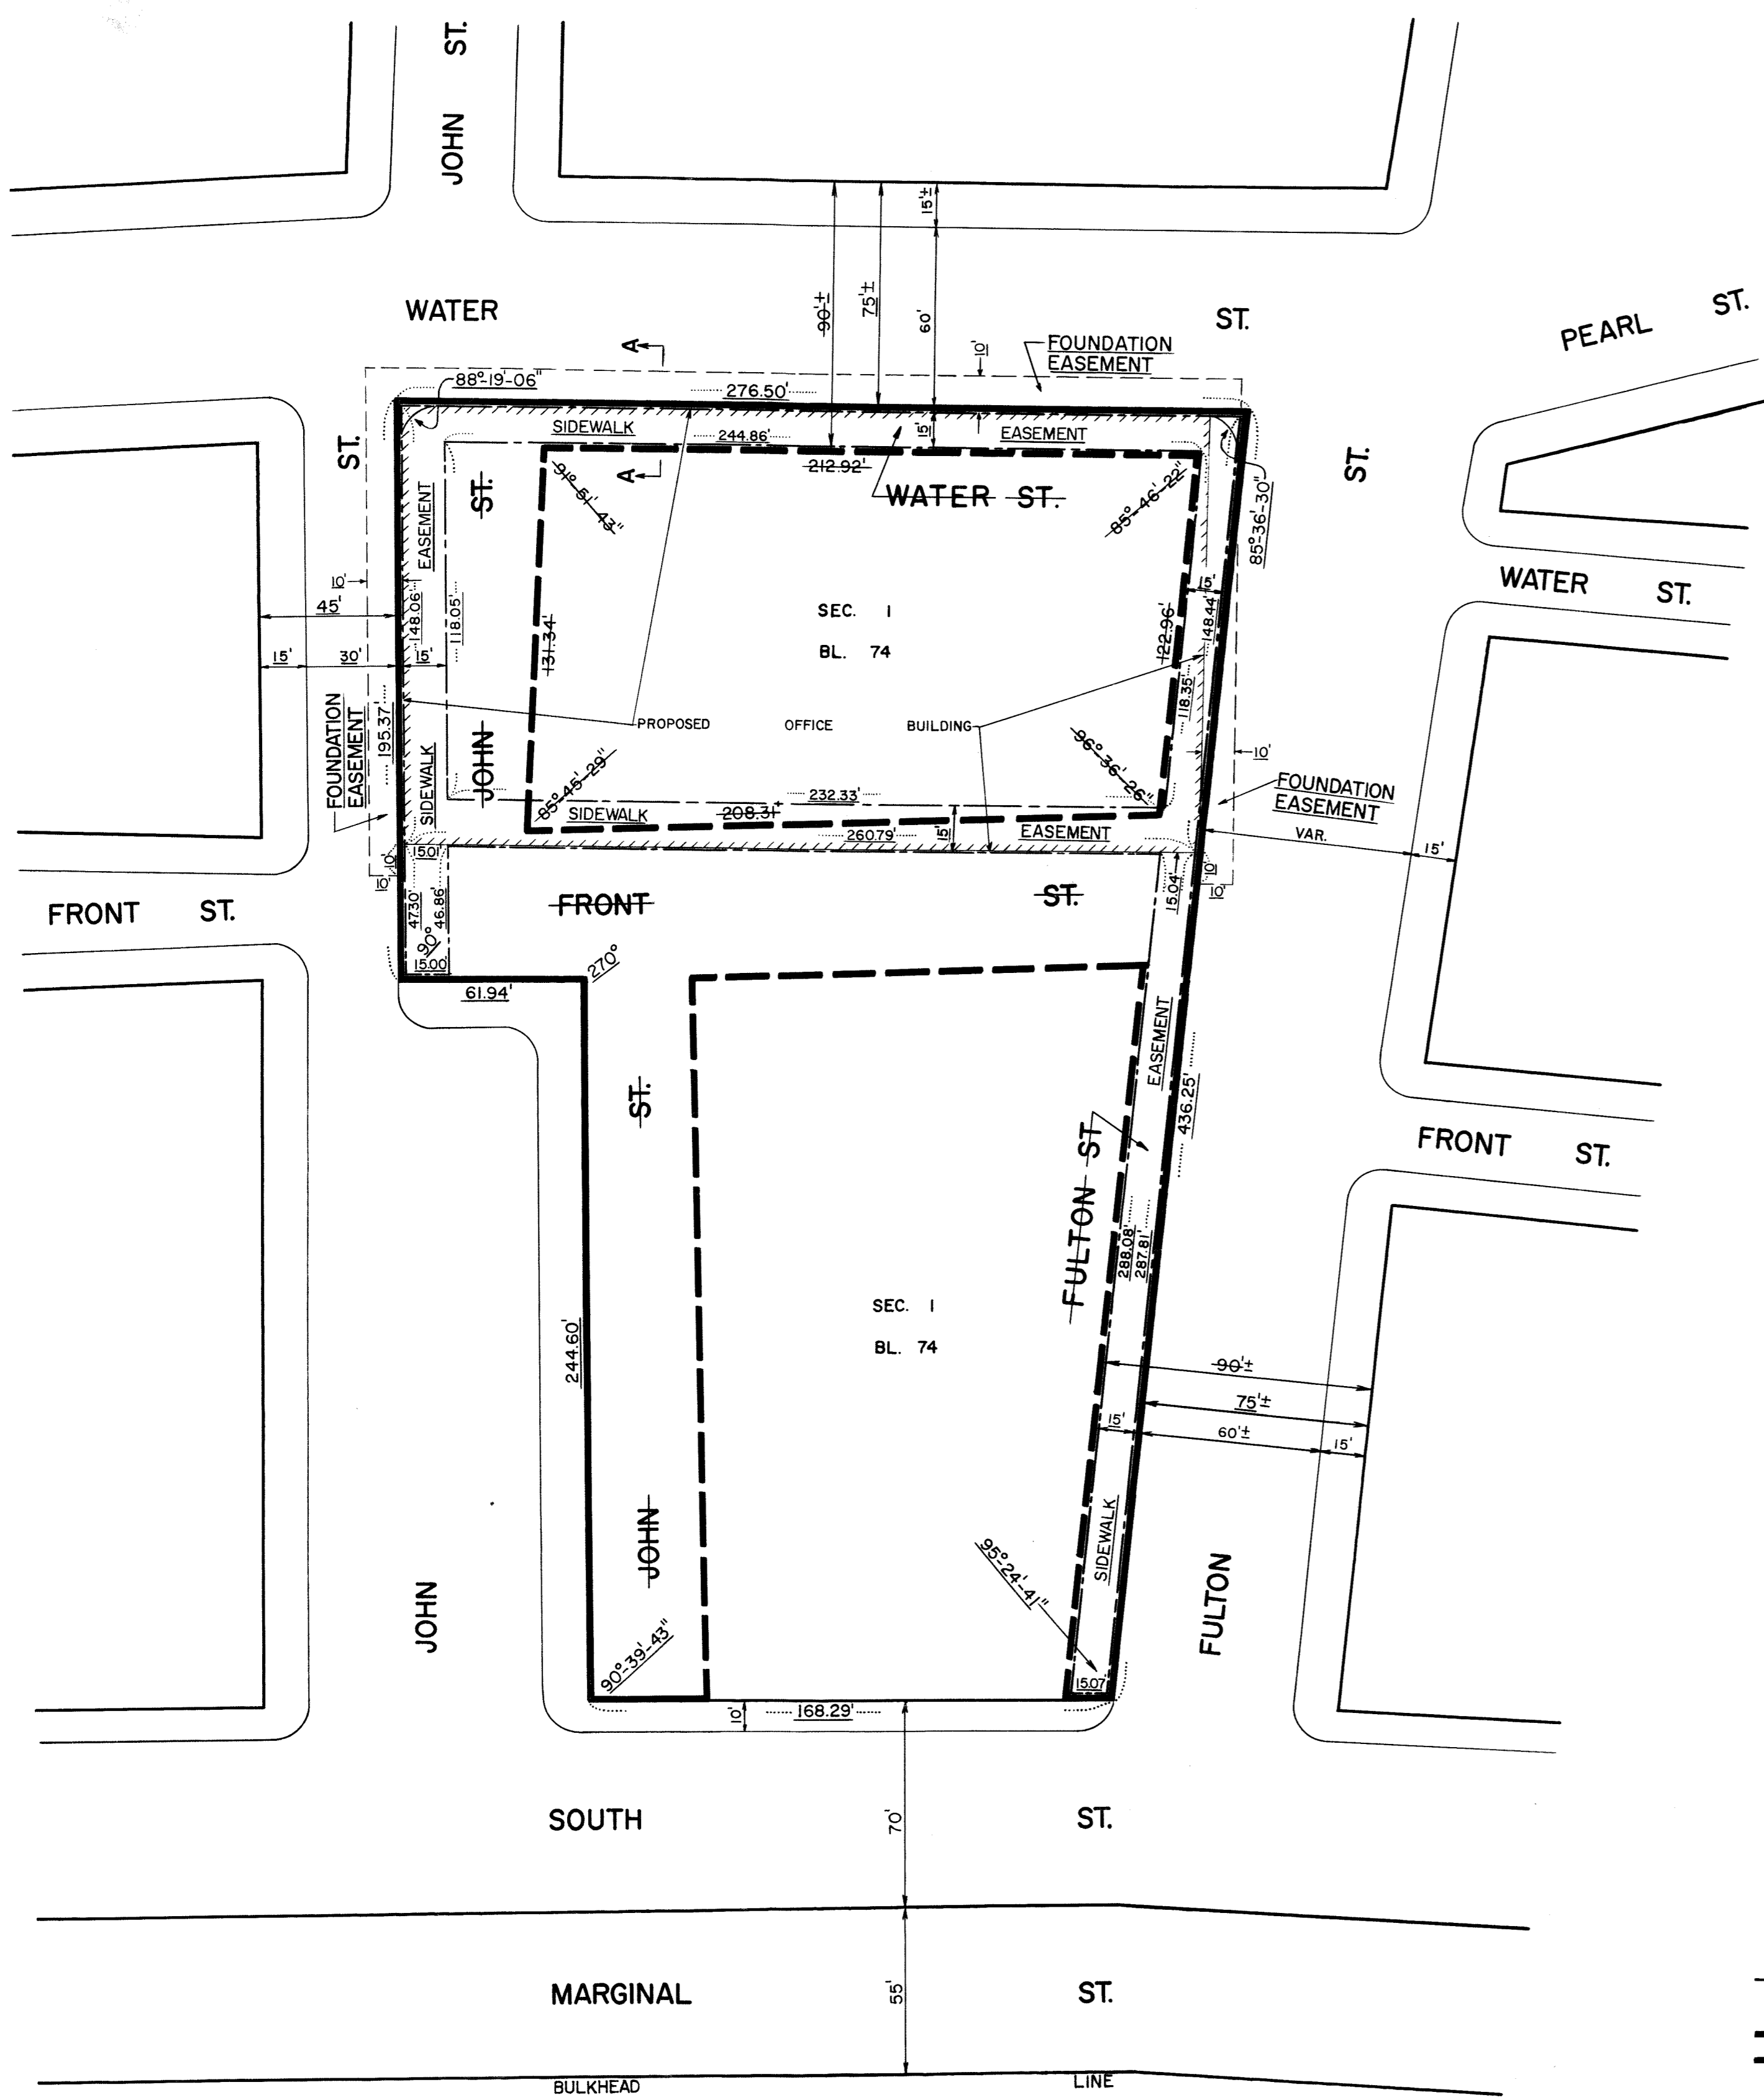 JOHN ST.
15'±
90'±
75'±
60'
WATER ST.
PEARL ST.
A
10'
FOUNDATION
EASEMENT
88°-19'-06"
276.50'
ST.
SIDEWALK EASEMENT
15'
244.86'
212.92'
A
ST.
EASEMENT
ST.
91°-51'-43"
WATER ST.
85°-46'-22"
85°-36'-30"
10'
45'
148.06'
118.05'
131.34'
SEC. 1
BL. 74
15'
122.96'
148.44'
WATER ST.
15'
30'
15'
118.35'
195.37'
FOUNDATION
EASEMENT
PROPOSED OFFICE BUILDING
10'
SIDEWALK
JOHN
85°-45'-29"
96°-36'-26"
FOUNDATION
EASEMENT
232.33'
SIDEWALK
208.31'
260.79'
15'
EASEMENT
VAR.
15'
10'
15.01'
10'
10'
10'
15.04'
FRONT ST.
FRONT ST.
47.30'
46.86'
90°
15.00'
270°
61.94'
EASEMENT
ST.
436.25'
FULTON ST
FRONT ST.
288.08'
287.81'
SEC. 1
BL. 74
244.60'
90'±
75'±
15'
60'±
15'
JOHN
SIDEWALK
95°-24'-41"
JOHN
FULTON
90°-39'-43"
15.07'
10'
168.29'
SOUTH ST.
70'
MARGINAL ST.
55'
BULKHEAD LINE